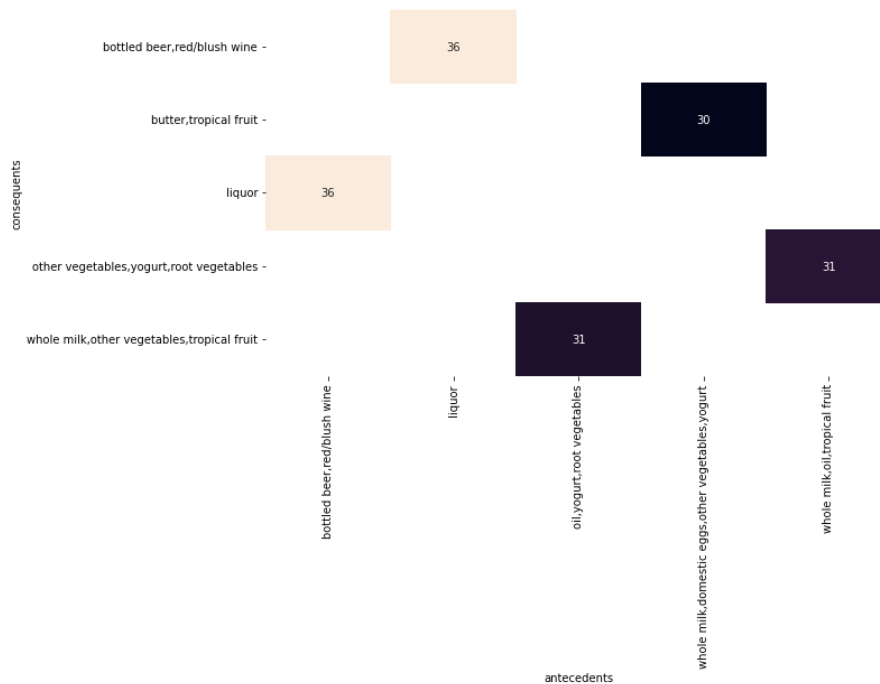 bottled beer,red/blush wine
36
butter,tropical fruit
30
consequents
liquor
36
other vegetables,yogurt,root vegetables
31
whole milk,other vegetables,tropical fruit
31
bottled beer,red/blush wine
liquor
oil,yogurt,root vegetables
whole milk,domestic eggs,other vegetables,yogurt
whole milk,oil,tropical fruit
antecedents